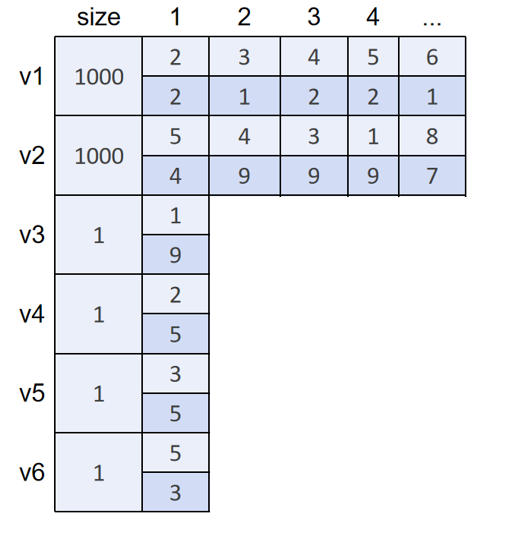 size 1 2 3 4 ...
v1 1000 2 3 4 5 6
2 1 2 2 1
v2 1000 5 4 3 1 8
4 9 9 9 7
v3 1 1
9
v4 1 2
5
v5 1 3
5
v6 1 5
3